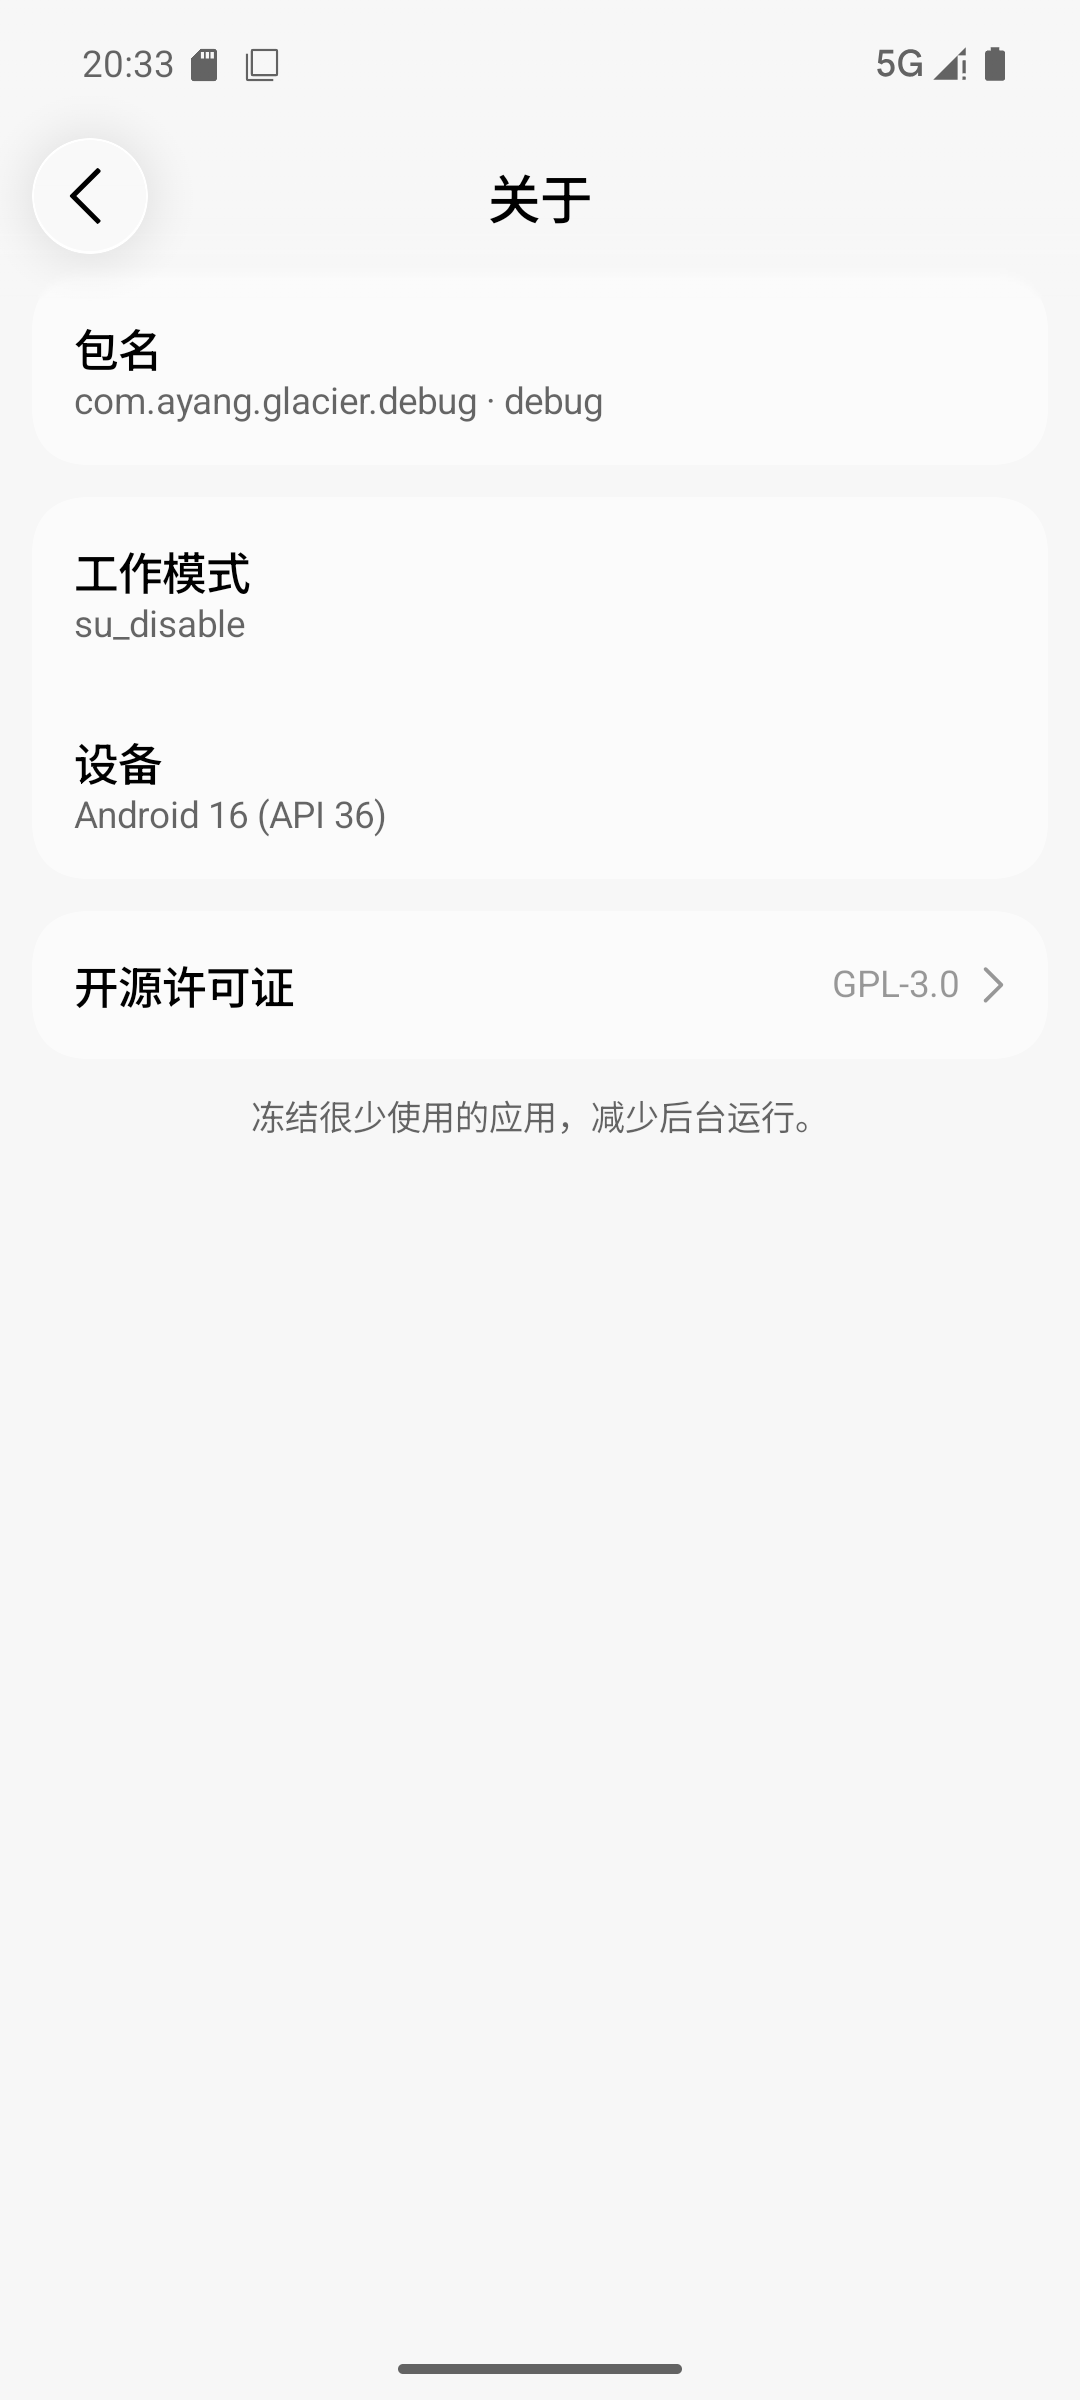 20:33
5G
关于
包名
com.ayang.glacier.debug · debug
工作模式
su_disable
设备
Android 16 (API 36)
开源许可证
GPL-3.0
冻结很少使用的应用，减少后台运行。